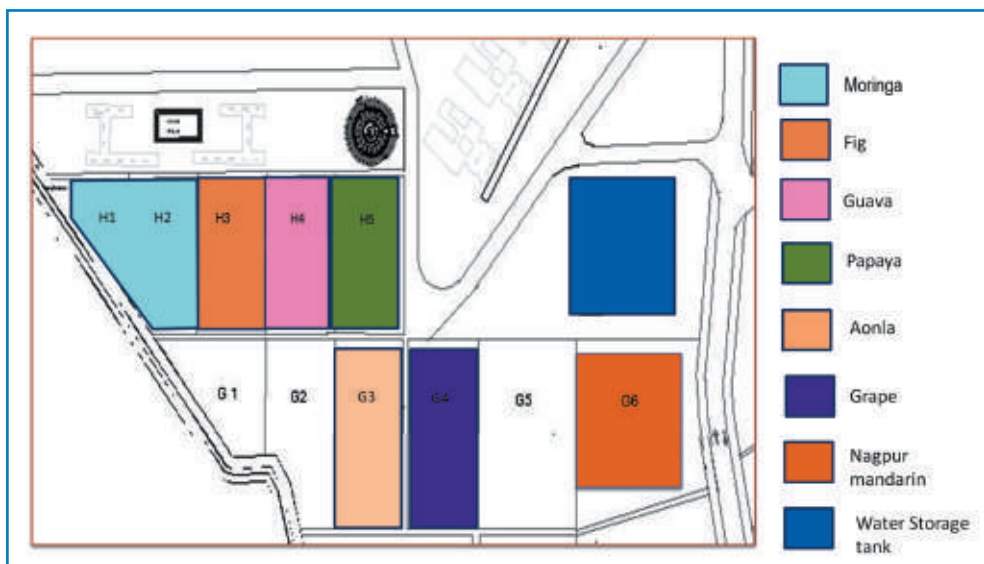 Moringa
Fig
Guava
Papaya
Aonla
Grape
Nagpur
mandarin
Water Storage
tank
H1 H2 H3 H4 H5
G 1 G2 G3 G4 G5 G6